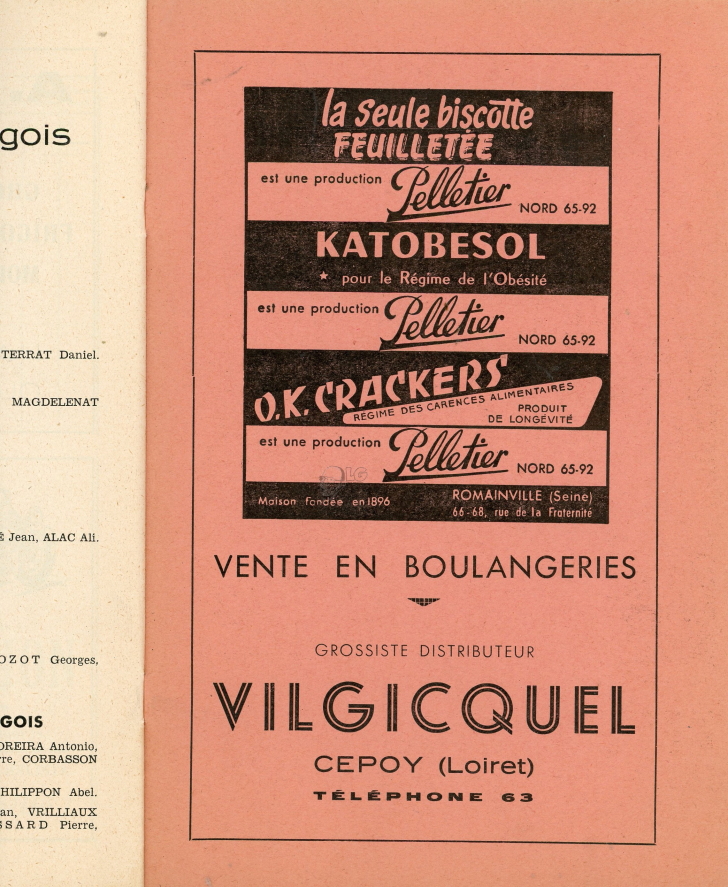 gois
TERRAT Daniel.
MAGDELENAT
Jean, ALAC Ali.
OZOT Georges,
GOIS
OREIRA Antonio,
re, CORBASSON
HILIPPON Abel.
an, VRILLIAUX
SSARD Pierre,
la seule biscotte
FEUILLETÉE
est une production Pelletier
NORD 65-92
KATOBESOL
* pour le Régime de l'Obésité
est une production Pelletier
NORD 65-92
O.K. CRACKERS
RÉGIME DES CARENCES ALIMENTAIRES
PRODUIT
DE LONGÉVITÉ
est une production Pelletier
NORD 65-92
Maison fondée en 1896
ROMAINVILLE (Seine)
66-68, rue de la Fraternité
VENTE EN BOULANGERIES
GROSSISTE DISTRIBUTEUR
VILGICQUEL
CEPOY (Loiret)
TÉLÉPHONE 63